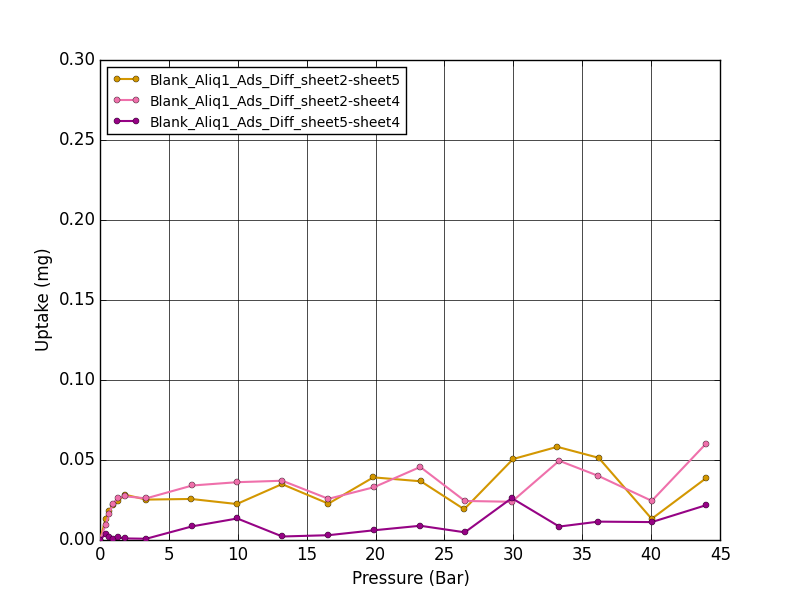 0.30
0.25
0.20
0.15
0.10
0.05
0.00
Uptake (mg)
Blank_Aliq1_Ads_Diff_sheet2-sheet5
Blank_Aliq1_Ads_Diff_sheet2-sheet4
Blank_Aliq1_Ads_Diff_sheet5-sheet4
0 5 10 15 20 25 30 35 40 45
Pressure (Bar)